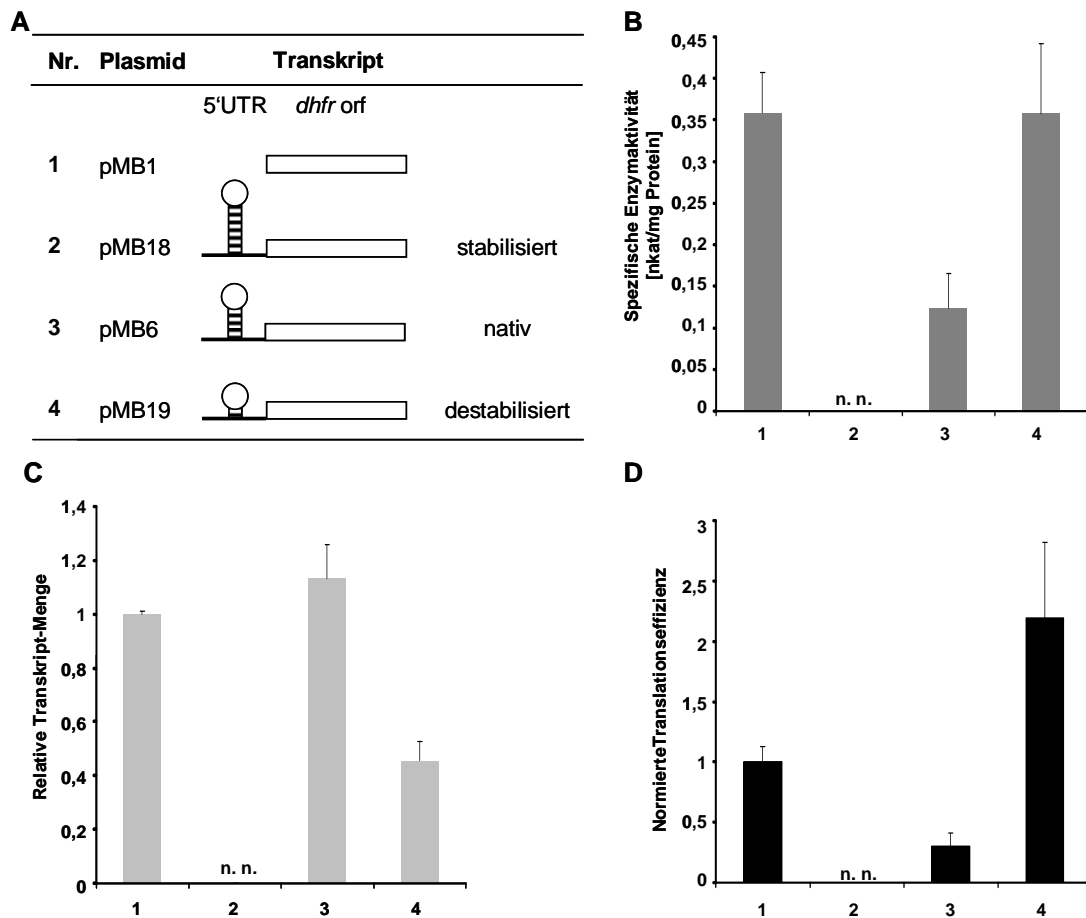 A
Nr. Plasmid Transkript
5‘UTR dhfr orf
1 pMB1
2 pMB18 stabilisiert
3 pMB6 nativ
4 pMB19 destabilisiert
B
Spezifische Enzymaktivität
[nkat/mg Protein]
0,45
0,4
0,35
0,3
0,25
0,2
0,15
0,1
0,05
0
n. n.
1 2 3 4
C
Relative Transkript-Menge
1,4
1,2
1
0,8
0,6
0,4
0,2
0
n. n.
1 2 3 4
D
NormierteTranslationseffizienz
3
2,5
2
1,5
1
0,5
0
n. n.
1 2 3 4